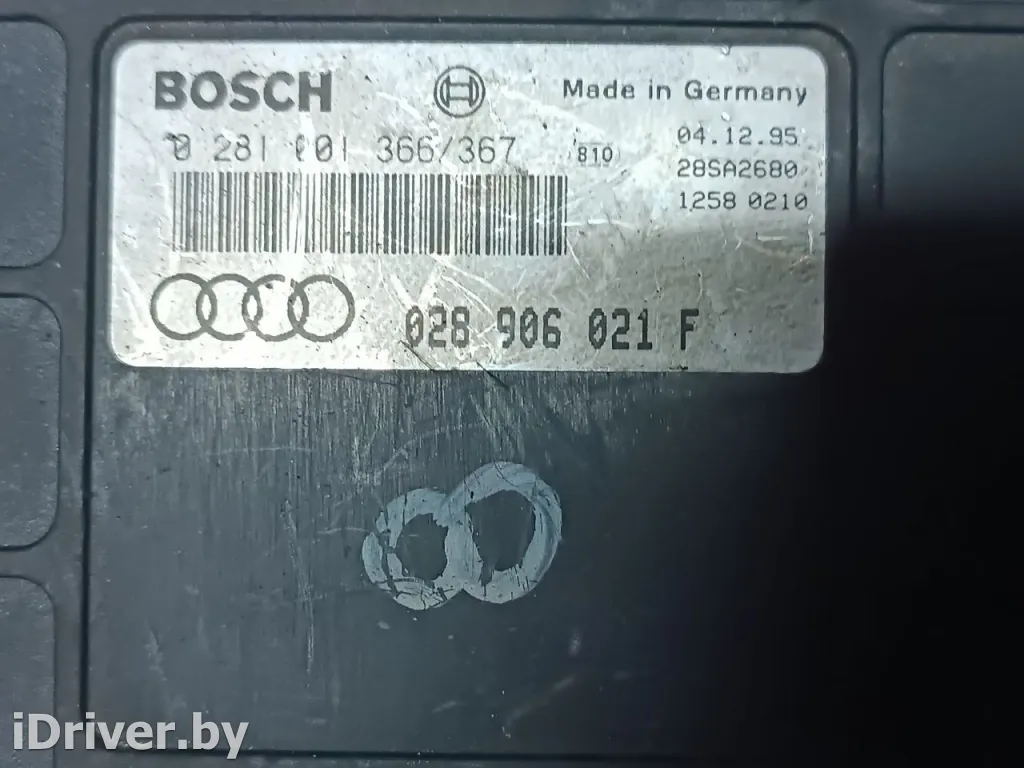 BOSCH
Made in Germany
0 281 001 366/367
810
04.12.95
28SA2680
1258 0210
028 906 021 F
iDriver.by